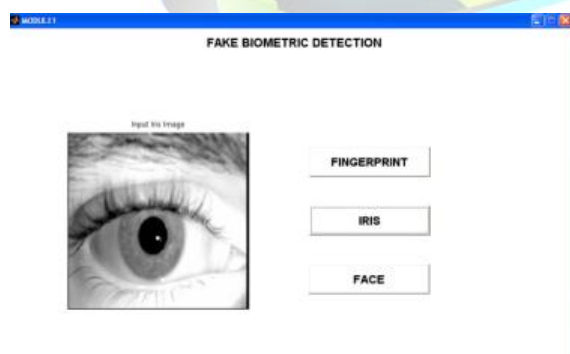 MODULE1
FAKE BIOMETRIC DETECTION
Input Iris Image
FINGERPRINT
IRIS
FACE